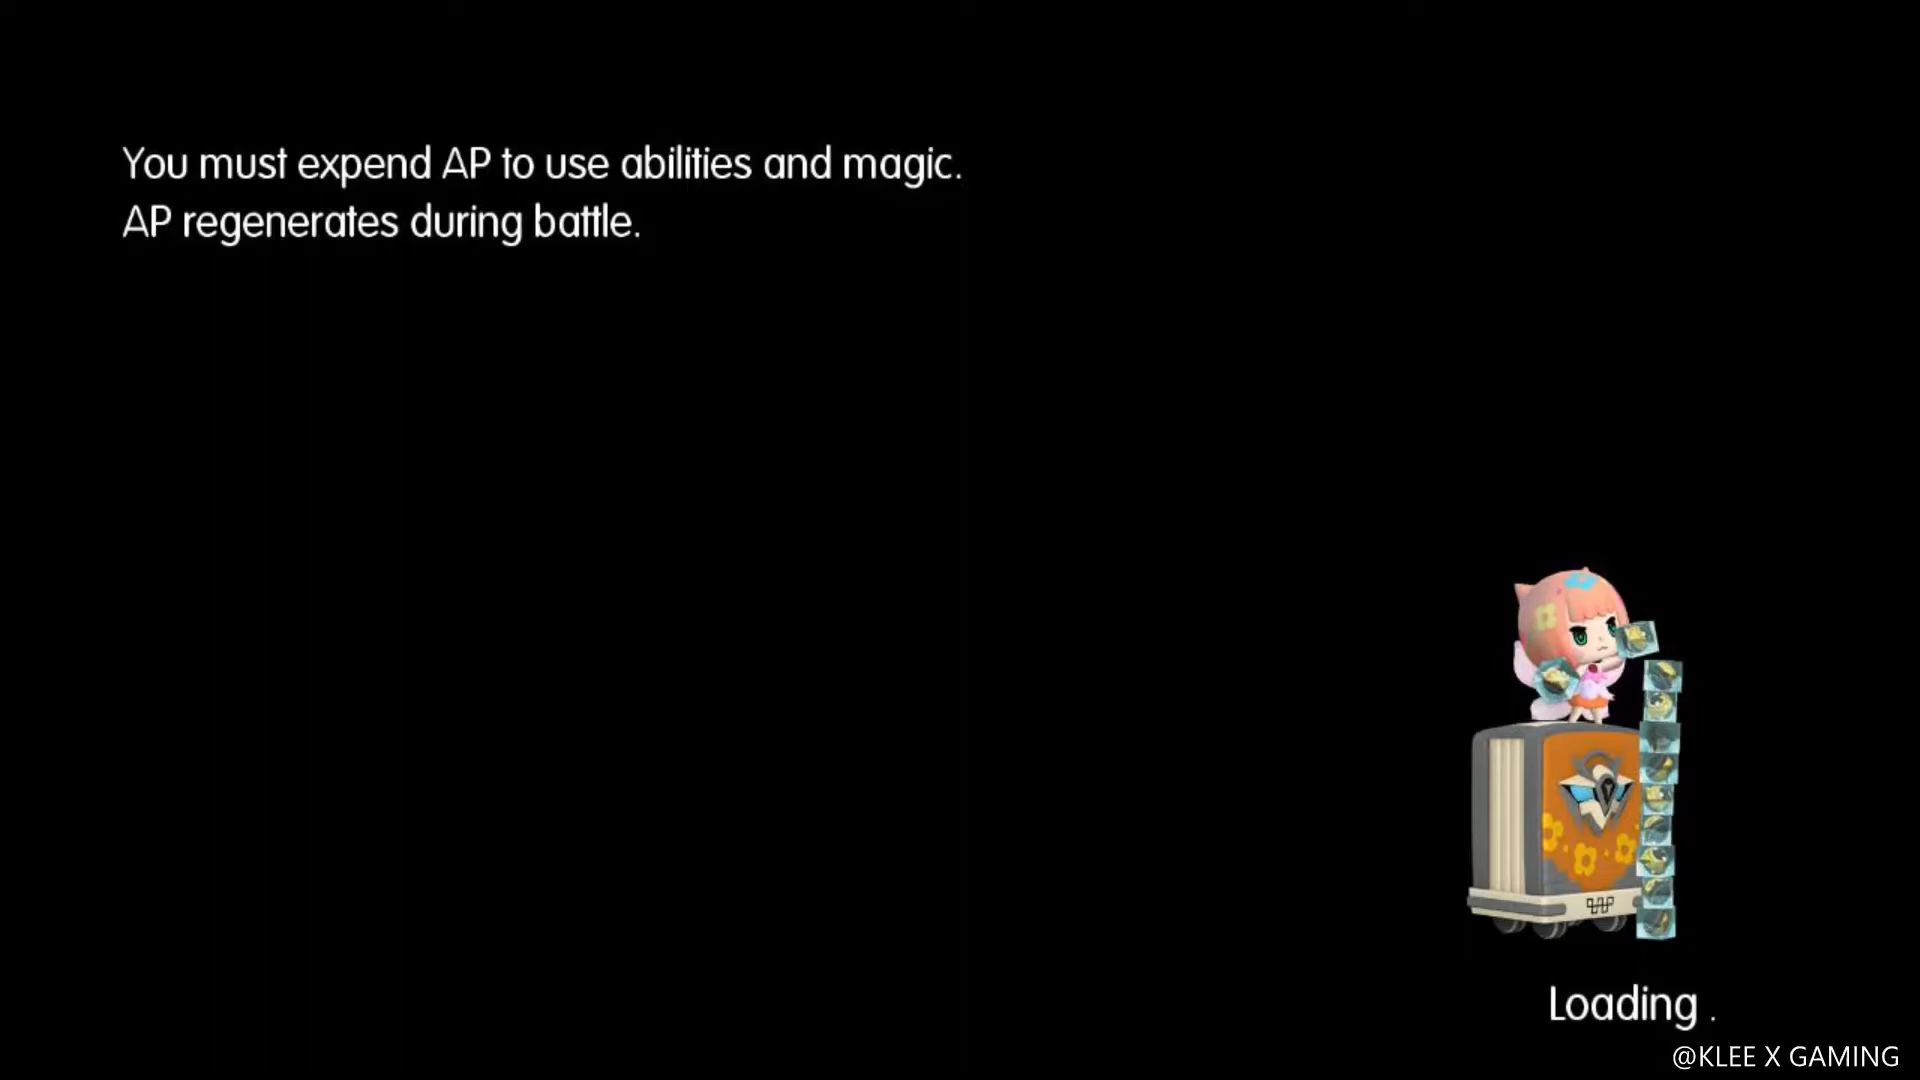 You must expend AP to use abilities and magic.
AP regenerates during battle.
Loading .
@KLEE X GAMING